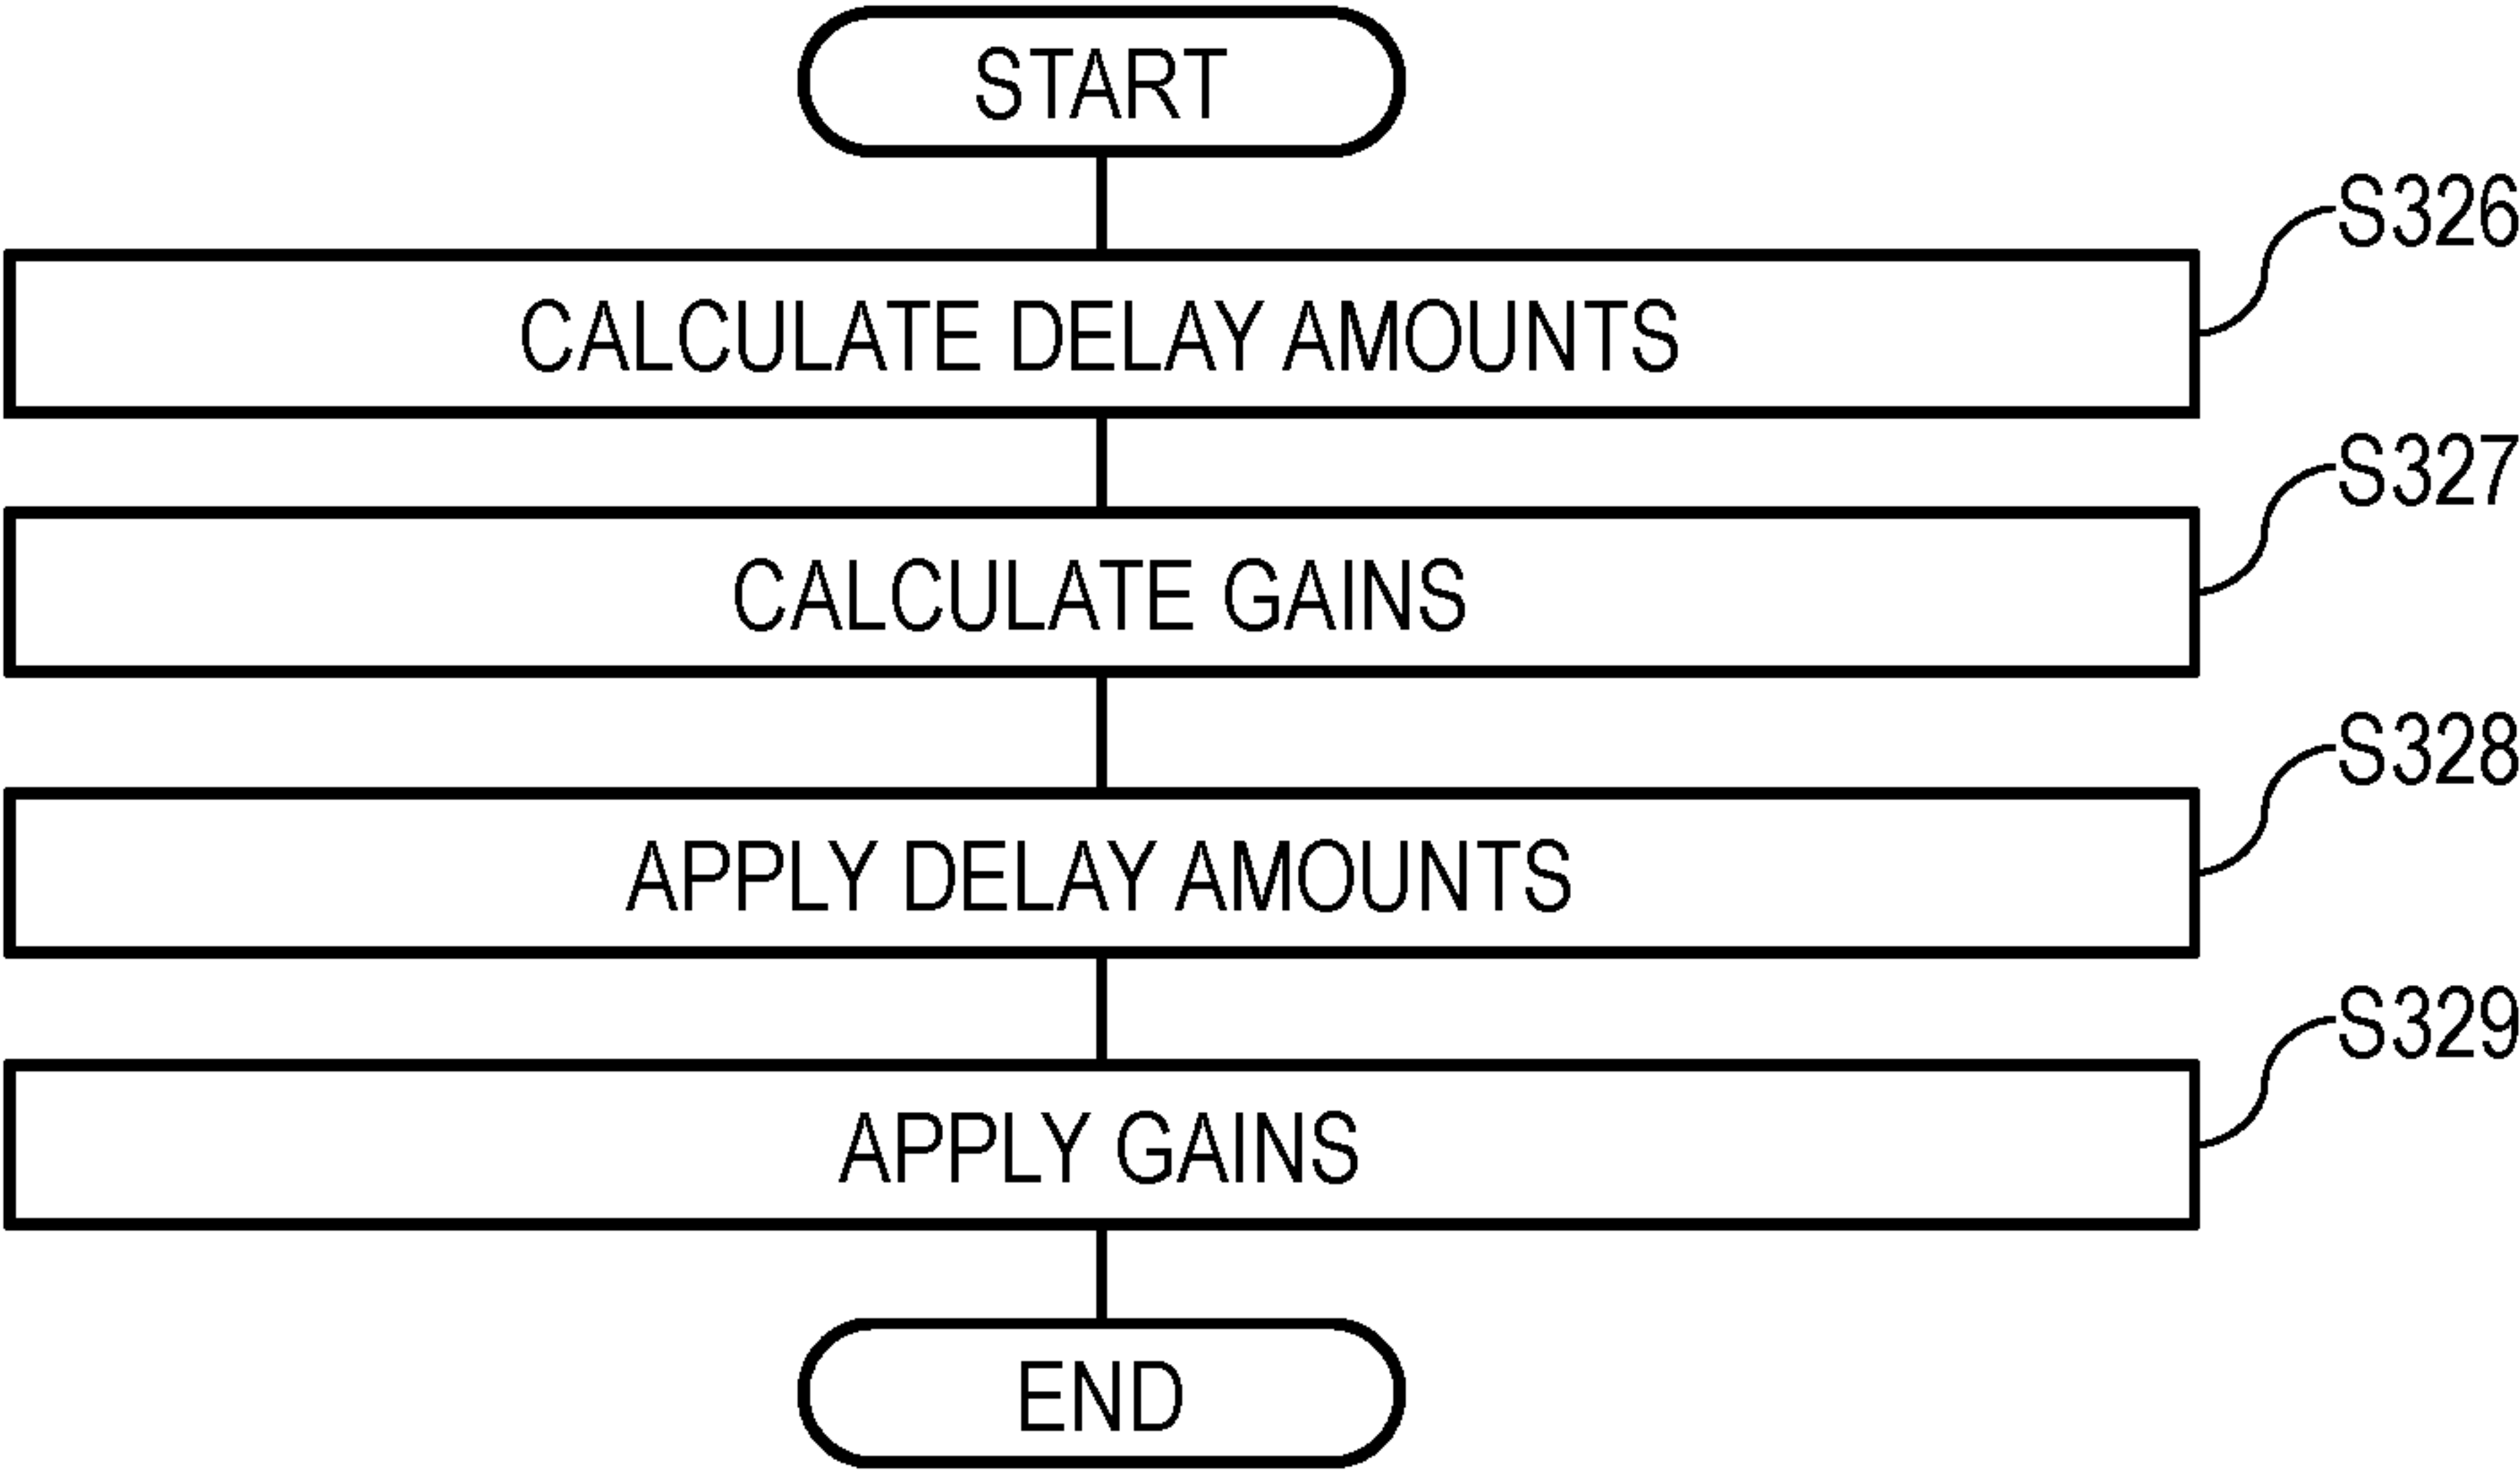 START
S326
CALCULATE DELAY AMOUNTS
S327
CALCULATE GAINS
S328
APPLY DELAY AMOUNTS
S329
APPLY GAINS
END